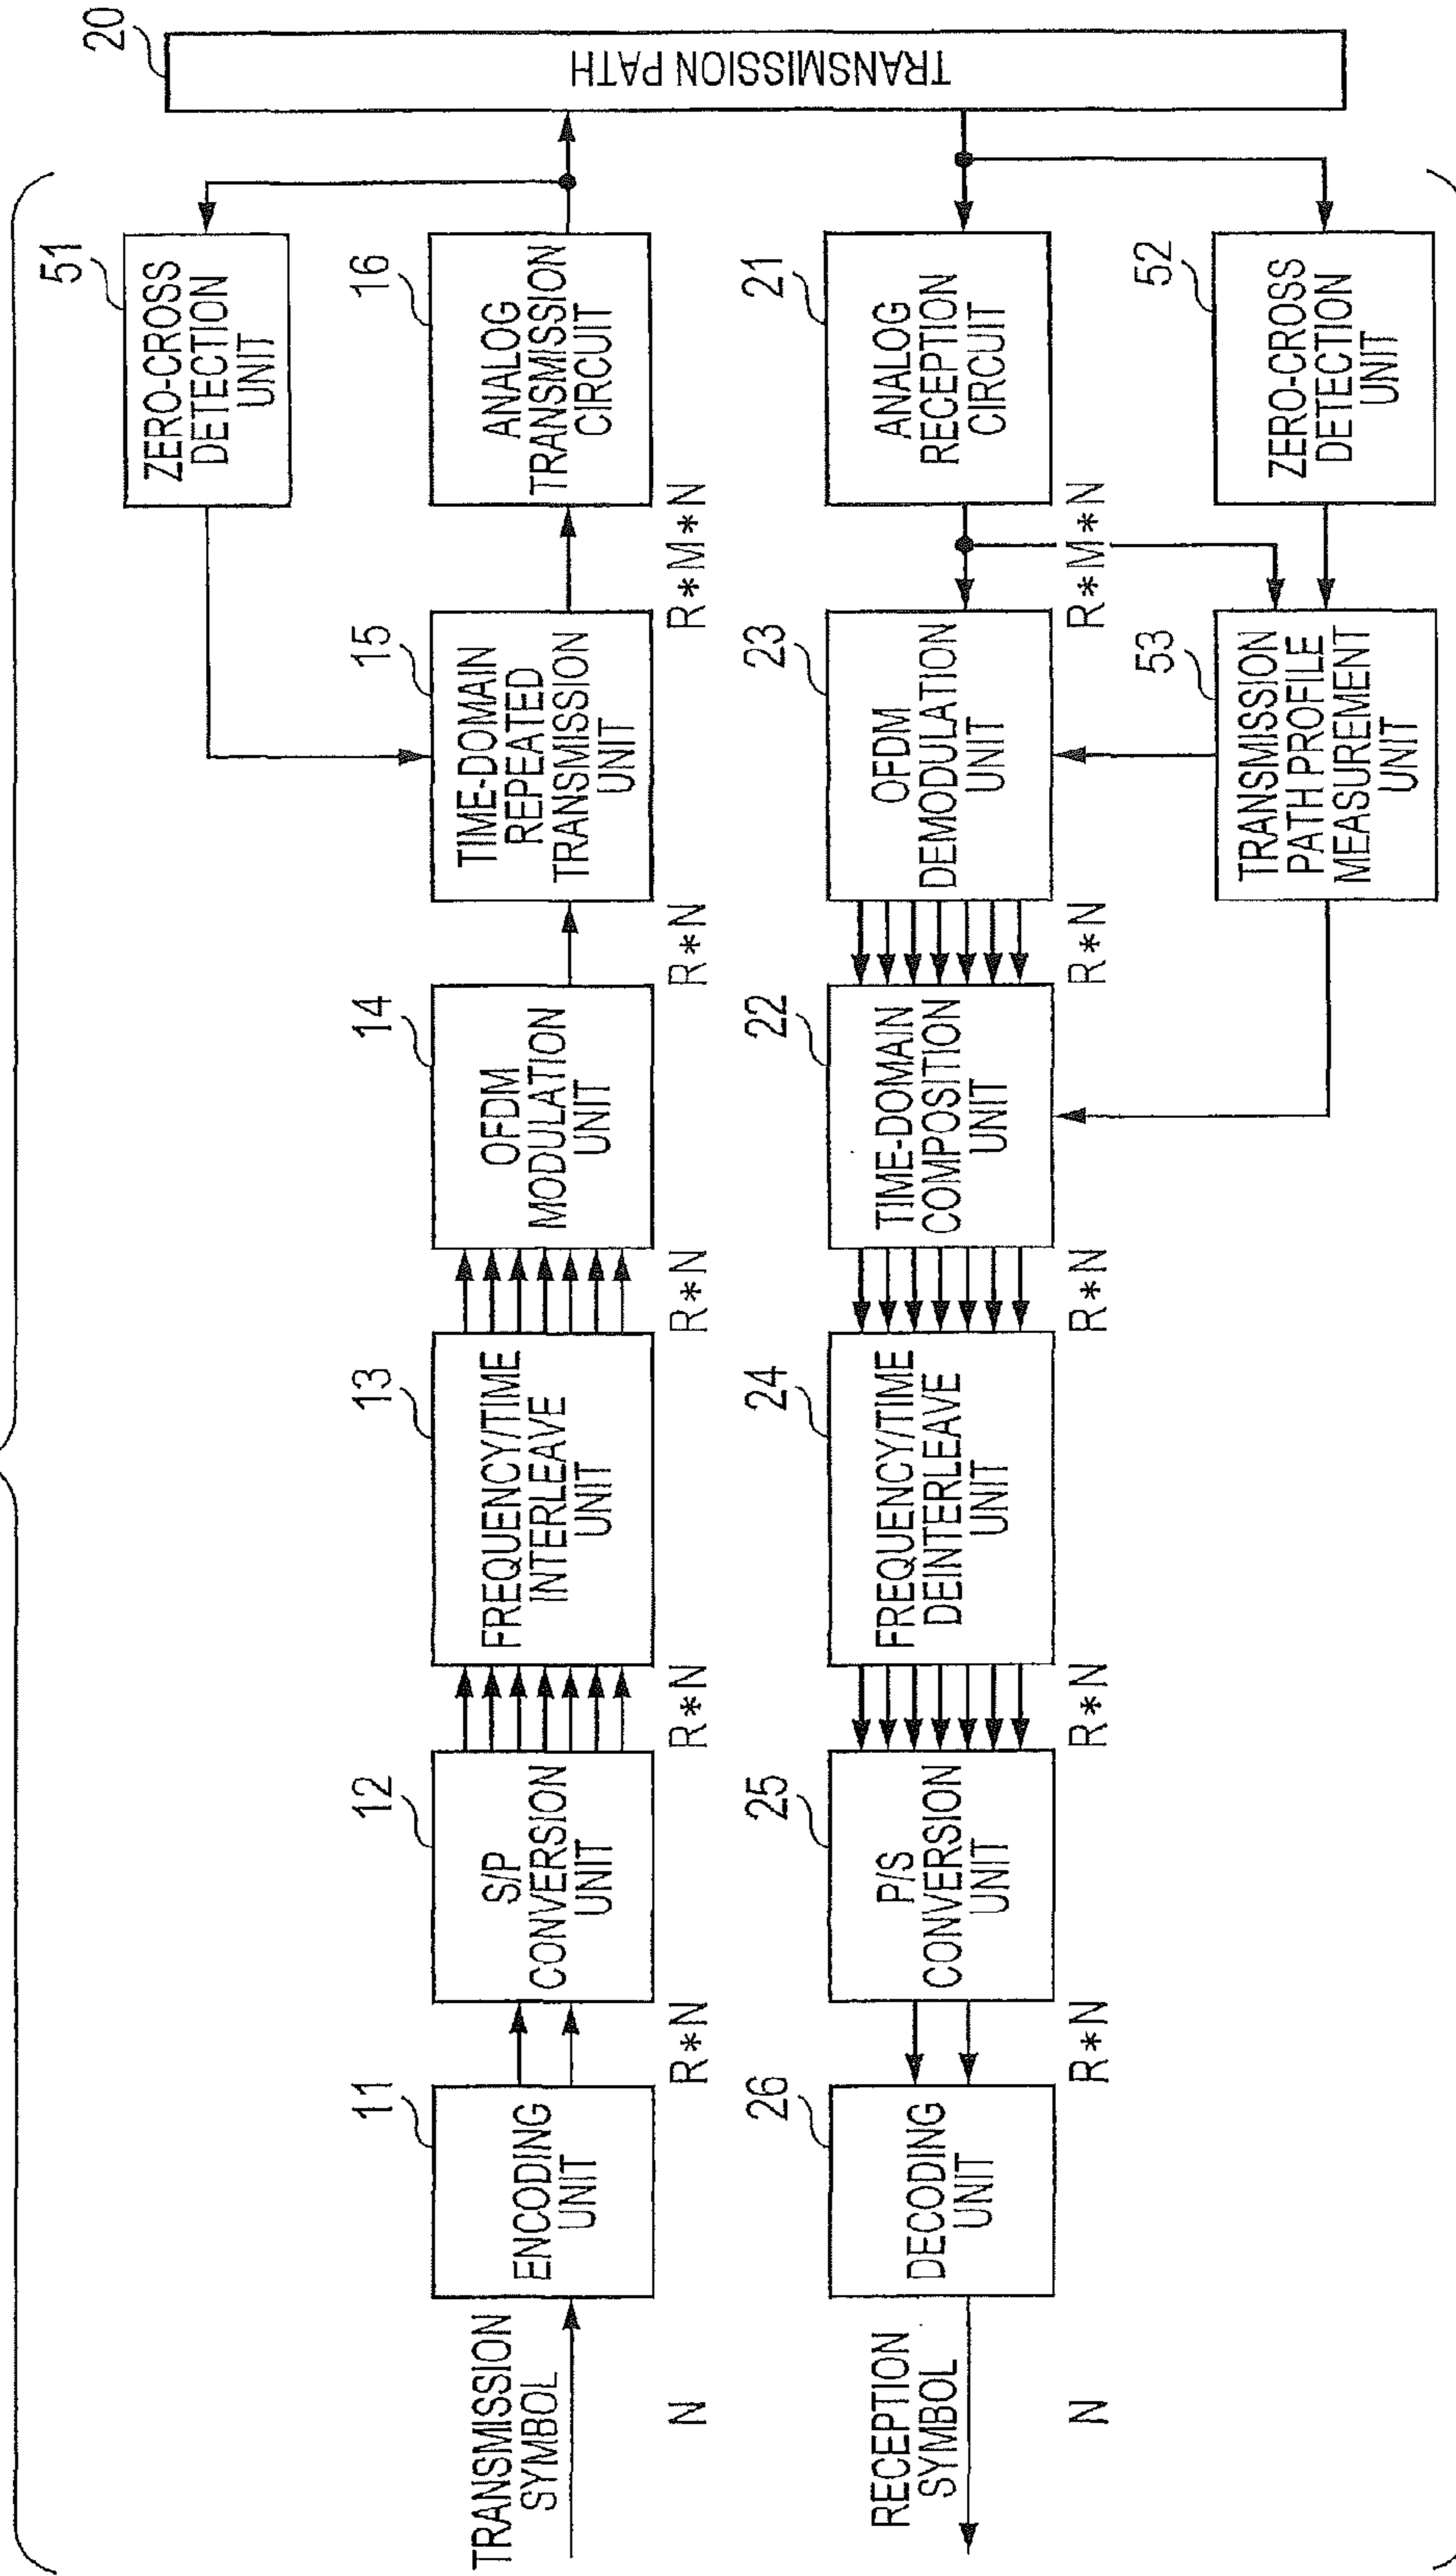 51
ZERO-CROSS
DETECTION
UNIT
20
TRANSMISSION PATH
TRANSMISSION
SYMBOL
N
11
ENCODING
UNIT
R*N
12
S/P
CONVERSION
UNIT
R*N
13
FREQUENCY/TIME
INTERLEAVE
UNIT
R*N
14
OFDM
MODULATION
UNIT
R*N
15
TIME-DOMAIN
REPEATED
TRANSMISSION
UNIT
R*M*N
16
ANALOG
TRANSMISSION
CIRCUIT
RECEPTION
SYMBOL
N
26
DECODING
UNIT
R*N
25
P/S
CONVERSION
UNIT
R*N
24
FREQUENCY/TIME
DEINTERLEAVE
UNIT
R*N
22
TIME-DOMAIN
COMPOSITION
UNIT
R*N
23
OFDM
DEMODULATION
UNIT
R*M*N
21
ANALOG
RECEPTION
CIRCUIT
53
TRANSMISSION
PATH PROFILE
MEASUREMENT
UNIT
52
ZERO-CROSS
DETECTION
UNIT